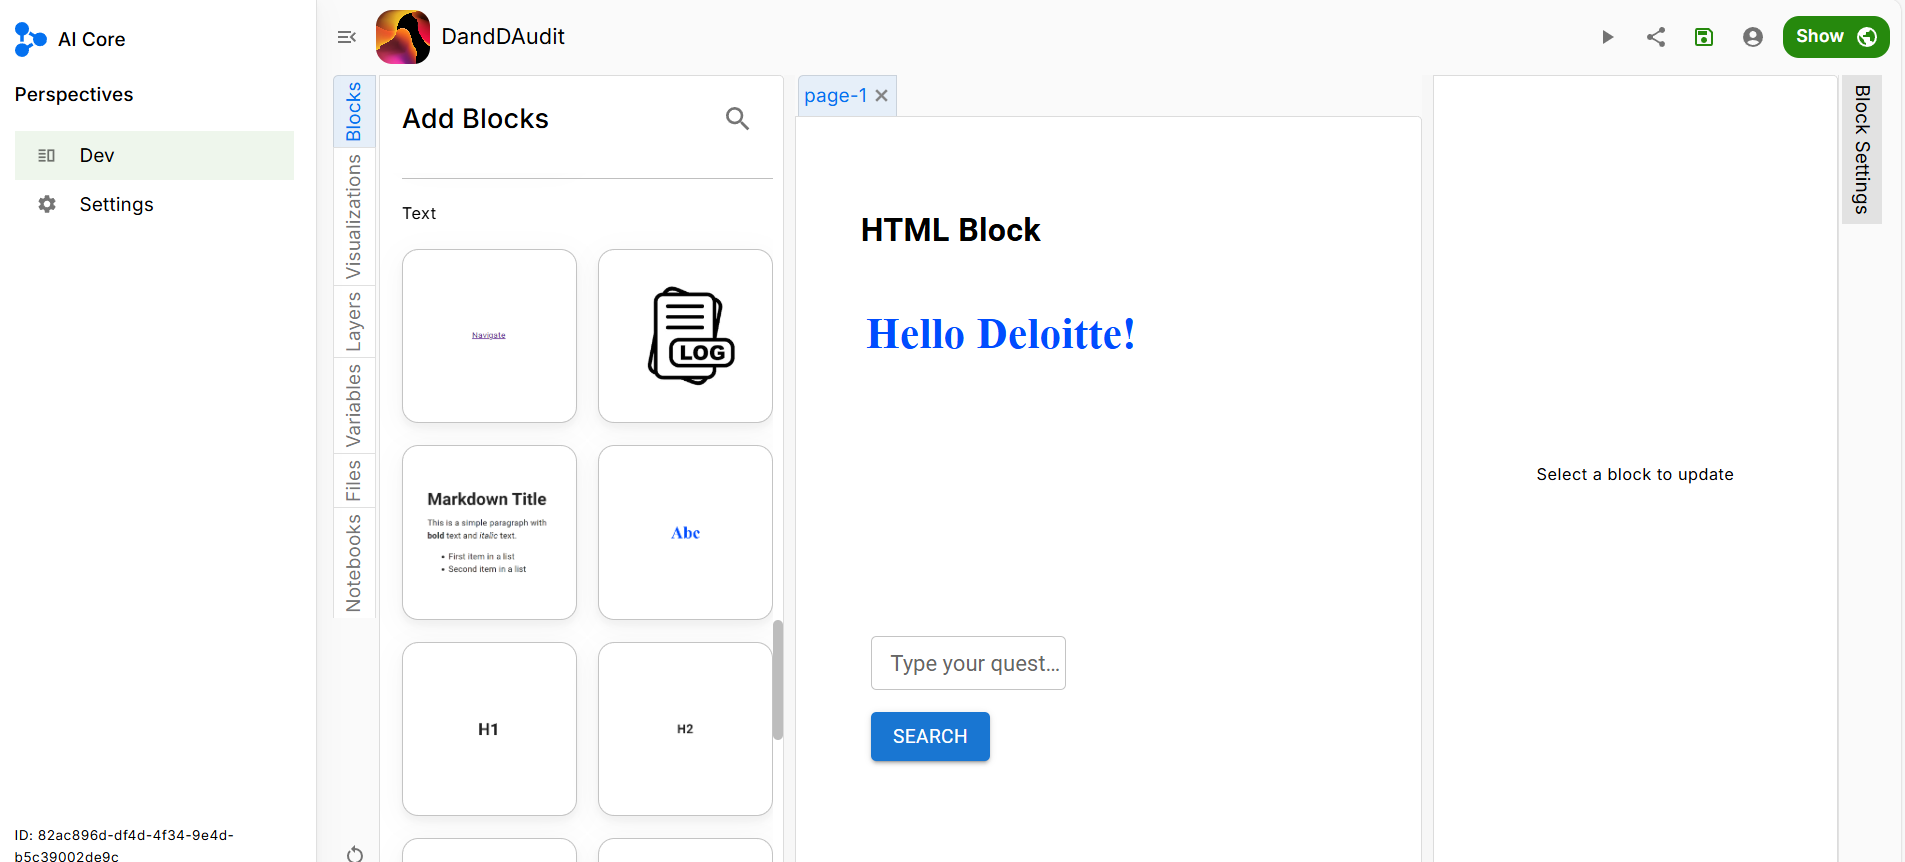 AI Core
Perspectives
Dev
Settings
ID: 82ac896d-df4d-4f34-9e4d-
b5c39002de9c
DandDAudit
Show
Blocks
Visualizations
Layers
Variables
Files
Notebooks
Add Blocks
Text
Navigate
LOG
Markdown Title
This is a simple paragraph with
bold text and italic text.
• First item in a list
• Second item in a list
Abc
H1
H2
page-1
HTML Block
Hello Deloitte!
Type your quest...
SEARCH
Select a block to update
Block Settings